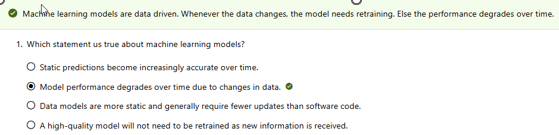 Machine learning models are data driven. Whenever the data changes, the model needs retraining. Else the performance degrades over time.
1. Which statement us true about machine learning models?
Static predictions become increasingly accurate over time.
Model performance degrades over time due to changes in data.
Data models are more static and generally require fewer updates than software code.
A high-quality model will not need to be retrained as new information is received.